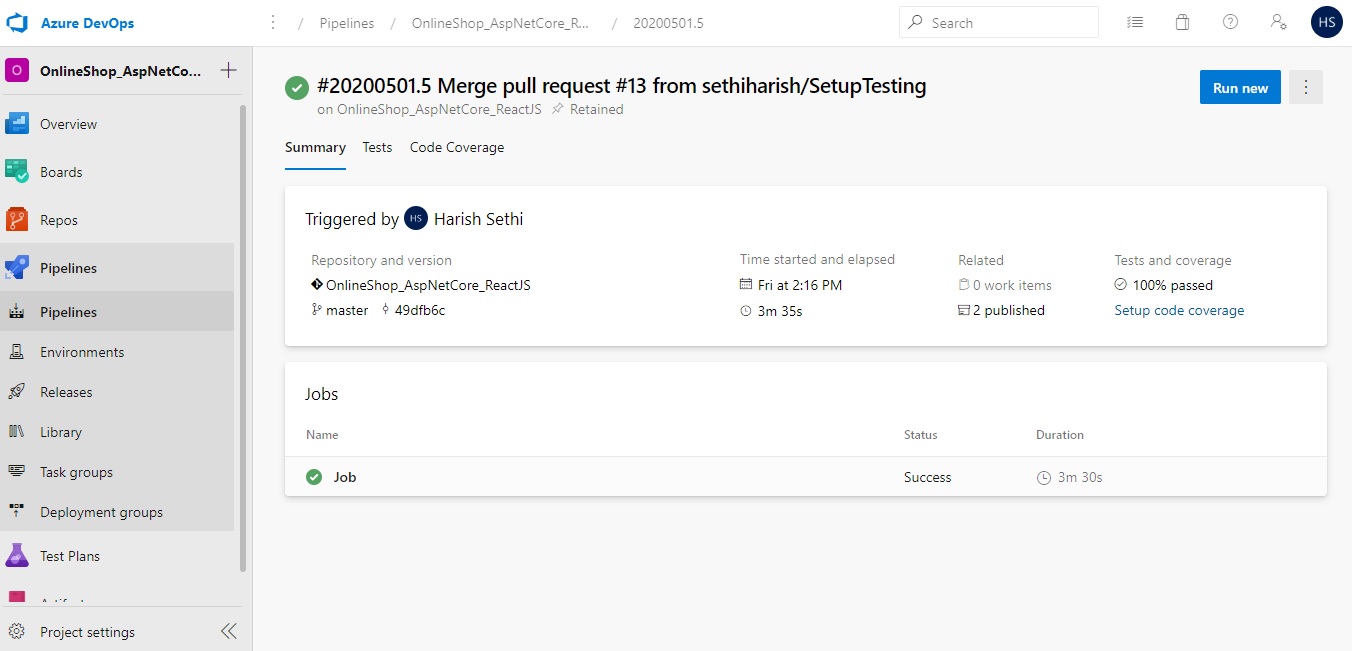 Azure DevOps
/ Pipelines / OnlineShop_AspNetCore_R... / 20200501.5
Search
HS
O OnlineShop_AspNetCo...
Overview
Boards
Repos
Pipelines
Pipelines
Environments
Releases
Library
Task groups
Deployment groups
Test Plans
Project settings
#20200501.5 Merge pull request #13 from sethiharish/SetupTesting
on OnlineShop_AspNetCore_ReactJS Retained
Run new
Summary Tests Code Coverage
Triggered by HS Harish Sethi
Repository and version
OnlineShop_AspNetCore_ReactJS
master 49dfb6c
Time started and elapsed
Fri at 2:16 PM
3m 35s
Related
0 work items
2 published
Tests and coverage
100% passed
Setup code coverage
Jobs
Name Status Duration
Job Success 3m 30s